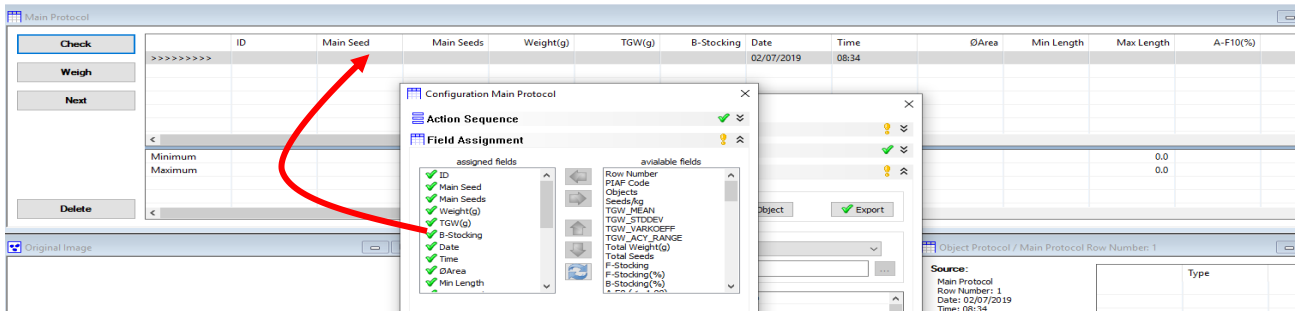 Main Protocol
Check
Weigh
Next
Delete
ID Main Seed Main Seeds Weight(g) TGW(g) B-Stocking Date Time ØArea Min Length Max Length A-F10(%)
>>>>>>>>> 02/07/2019 08:34
Minimum 0.0
Maximum 0.0
Configuration Main Protocol
Action Sequence
Field Assignment
assigned fields
ID
Main Seed
Main Seeds
Weight(g)
TGW(g)
B-Stocking
Date
Time
ØArea
Min Length
avialable fields
Row Number
PIAF Code
Objects
Seeds/kg
TGW_MEAN
TGW_STDDEV
TGW_VARKOEFF
TGW_ACY_RANGE
Total Weight(g)
Total Seeds
F-Stocking
F-Stocking(%)
B-Stocking(%)
Object
Export
Original Image
Object Protocol / Main Protocol Row Number: 1
Source:
Main Protocol
Row Number: 1
Date: 02/07/2019
Time: 08:34
Type